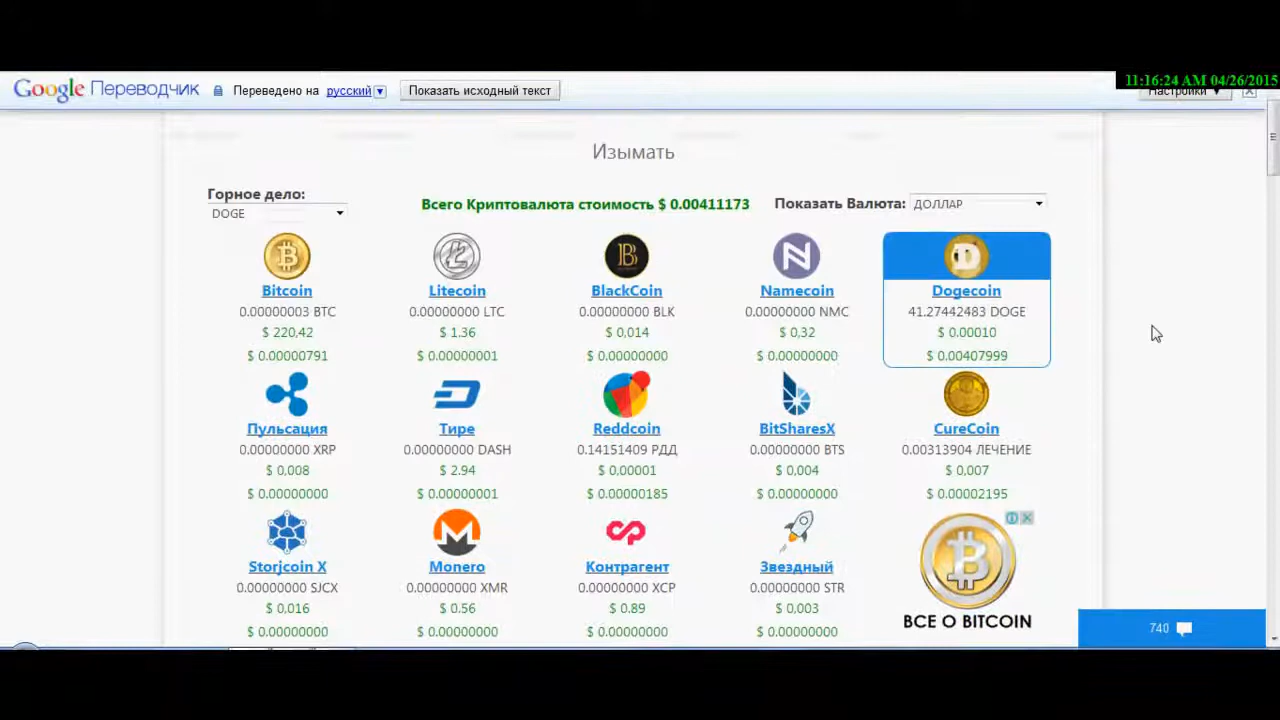 11:16:24 AM 04/26/2015
Google Переводчик Переведено на русский Показать исходный текст Настройки
Изымать
Горное дело:
DOGE
Всего Криптовалюта стоимость $ 0.00411173
Показать Валюта: ДОЛЛАР
Bitcoin Litecoin BlackCoin Namecoin Dogecoin
0.00000003 BTC 0.00000000 LTC 0.00000000 BLK 0.00000000 NMC 41.27442483 DOGE
$ 220,42 $ 1.36 $ 0,014 $ 0,32 $ 0.00010
$ 0.00000791 $ 0.00000001 $ 0.00000000 $ 0.00000000 $ 0.00407999
Пульсация Тире Reddcoin BitSharesX CureCoin
0.00000000 XRP 0.00000000 DASH 0.14151409 РДД 0.00000000 BTS 0.00313904 ЛЕЧЕНИЕ
$ 0,008 $ 2.94 $ 0,00001 $ 0,004 $ 0,007
$ 0.00000000 $ 0.00000001 $ 0.00000185 $ 0.00000000 $ 0.00002195
Storjcoin X Monero Контрагент Звездный
0.00000000 SJCX 0.00000000 XMR 0.00000000 XCP 0.00000000 STR
$ 0,016 $ 0.56 $ 0.89 $ 0,003
$ 0.00000000 $ 0.00000000 $ 0.00000000 $ 0.00000000
ВСЕ О BITCOIN
740